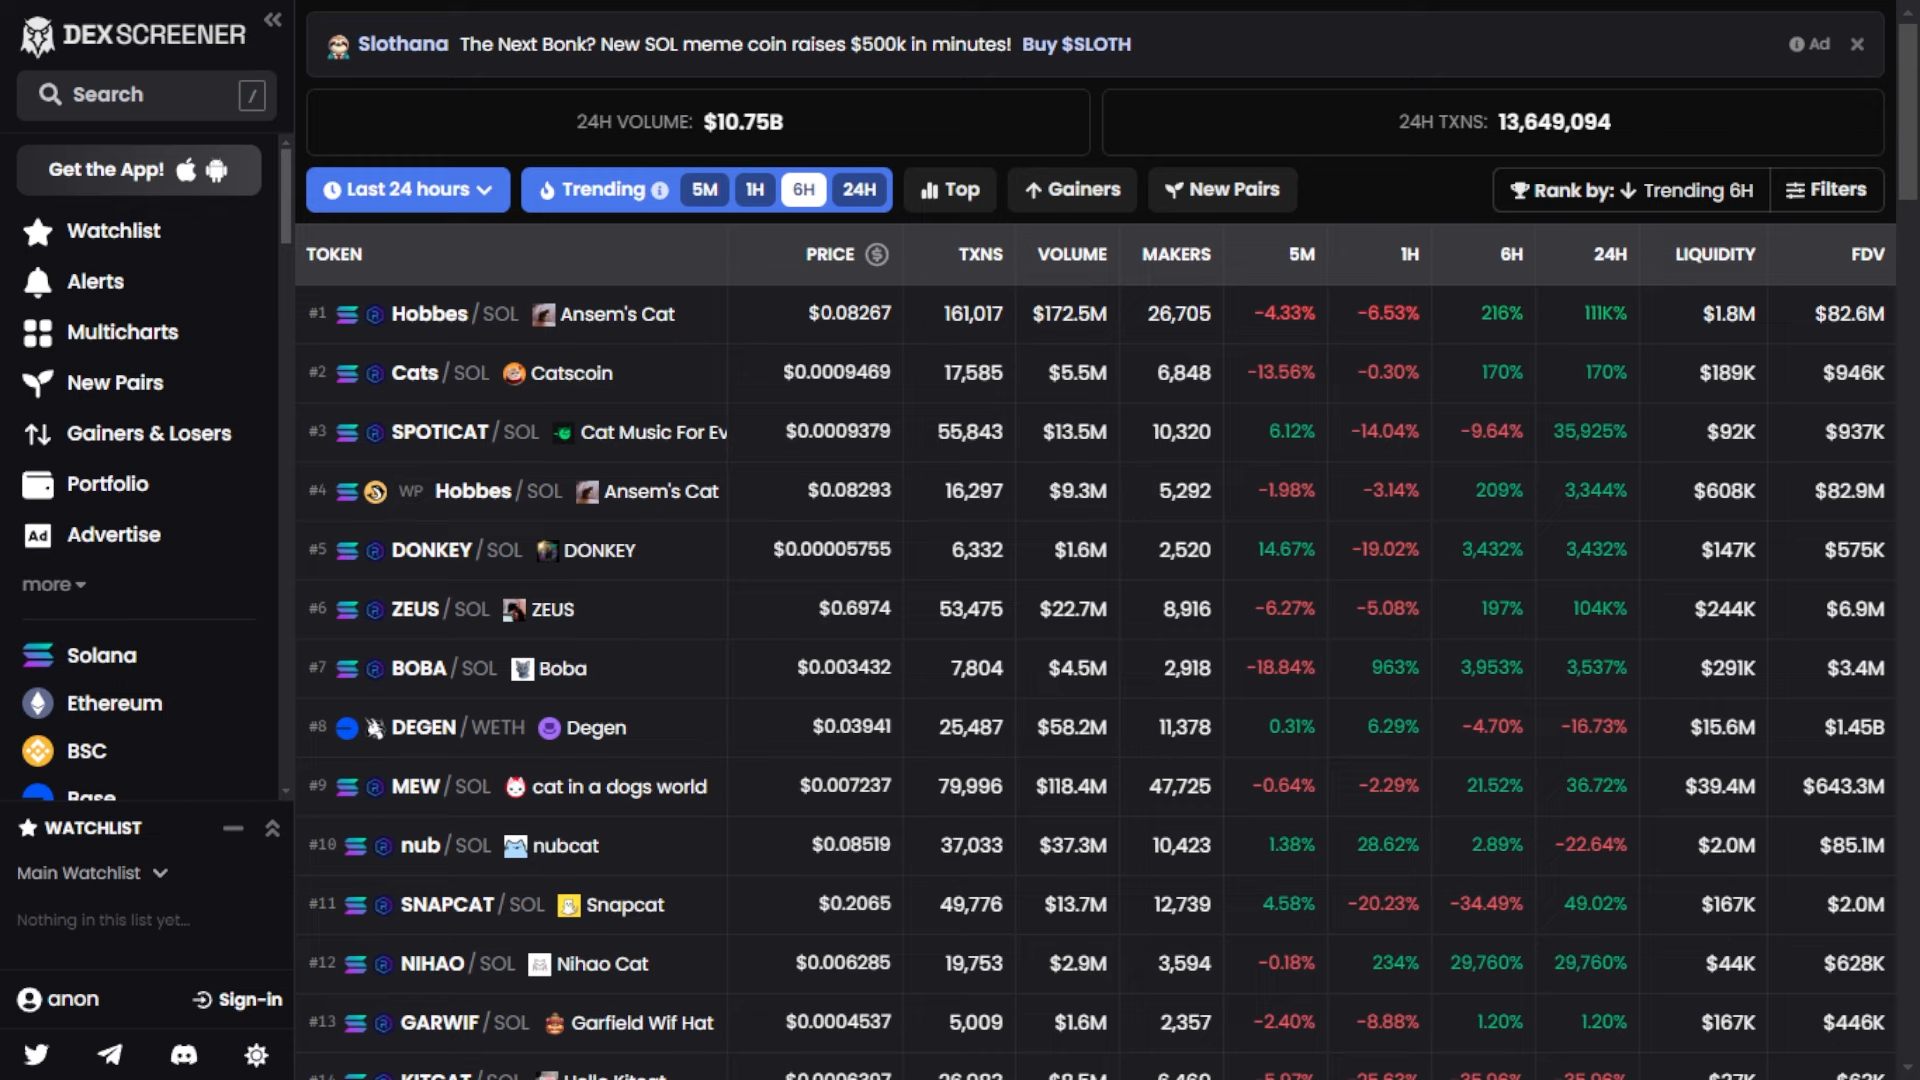 DEXSCREENER
Search /
Get the App!
Watchlist
Alerts
Multicharts
New Pairs
Gainers & Losers
Portfolio
Ad Advertise
more
Solana
Ethereum
BSC
Base
WATCHLIST
Main Watchlist
Nothing in this list yet...
anon Sign-in
Slothana The Next Bonk? New SOL meme coin raises $500k in minutes! Buy $SLOTH Ad
24H VOLUME: $10.75B 24H TXNS: 13,649,094
Last 24 hours Trending 5M 1H 6H 24H Top Gainers New Pairs Rank by: Trending 6H Filters
TOKEN PRICE TXNS VOLUME MAKERS 5M 1H 6H 24H LIQUIDITY FDV
#1 Hobbes/SOL Ansem's Cat $0.08267 161,017 $172.5M 26,705 -4.33% -6.53% 216% 111K% $1.8M $82.6M
#2 Cats/SOL Catscoin $0.0009469 17,585 $5.5M 6,848 -13.56% -0.30% 170% 170% $189K $946K
#3 SPOTICAT/SOL Cat Music For Ev $0.0009379 55,843 $13.5M 10,320 6.12% -14.04% -9.64% 35,925% $92K $937K
#4 WP Hobbes/SOL Ansem's Cat $0.08293 16,297 $9.3M 5,292 -1.98% -3.14% 209% 3,344% $608K $82.9M
#5 DONKEY/SOL DONKEY $0.00005755 6,332 $1.6M 2,520 14.67% -19.02% 3,432% 3,432% $147K $575K
#6 ZEUS/SOL ZEUS $0.6974 53,475 $22.7M 8,916 -6.27% -5.08% 197% 104K% $244K $6.9M
#7 BOBA/SOL Boba $0.003432 7,804 $4.5M 2,918 -18.84% 963% 3,953% 3,537% $291K $3.4M
#8 DEGEN/WETH Degen $0.03941 25,487 $58.2M 11,378 0.31% 6.29% -4.70% -16.73% $15.6M $1.45B
#9 MEW/SOL cat in a dogs world $0.007237 79,996 $118.4M 47,725 -0.64% -2.29% 21.52% 36.72% $39.4M $643.3M
#10 nub/SOL nubcat $0.08519 37,033 $37.3M 10,423 1.38% 28.62% 2.89% -22.64% $2.0M $85.1M
#11 SNAPCAT/SOL Snapcat $0.2065 49,776 $13.7M 12,739 4.58% -20.23% -34.49% 49.02% $167K $2.0M
#12 NIHAO/SOL Nihao Cat $0.006285 19,753 $2.9M 3,594 -0.18% 234% 29,760% 29,760% $44K $628K
#13 GARWIF/SOL Garfield Wif Hat $0.0004537 5,009 $1.6M 2,357 -2.40% -8.88% 1.20% 1.20% $167K $446K
#14 KITCAT/SOL Hello Kitcat